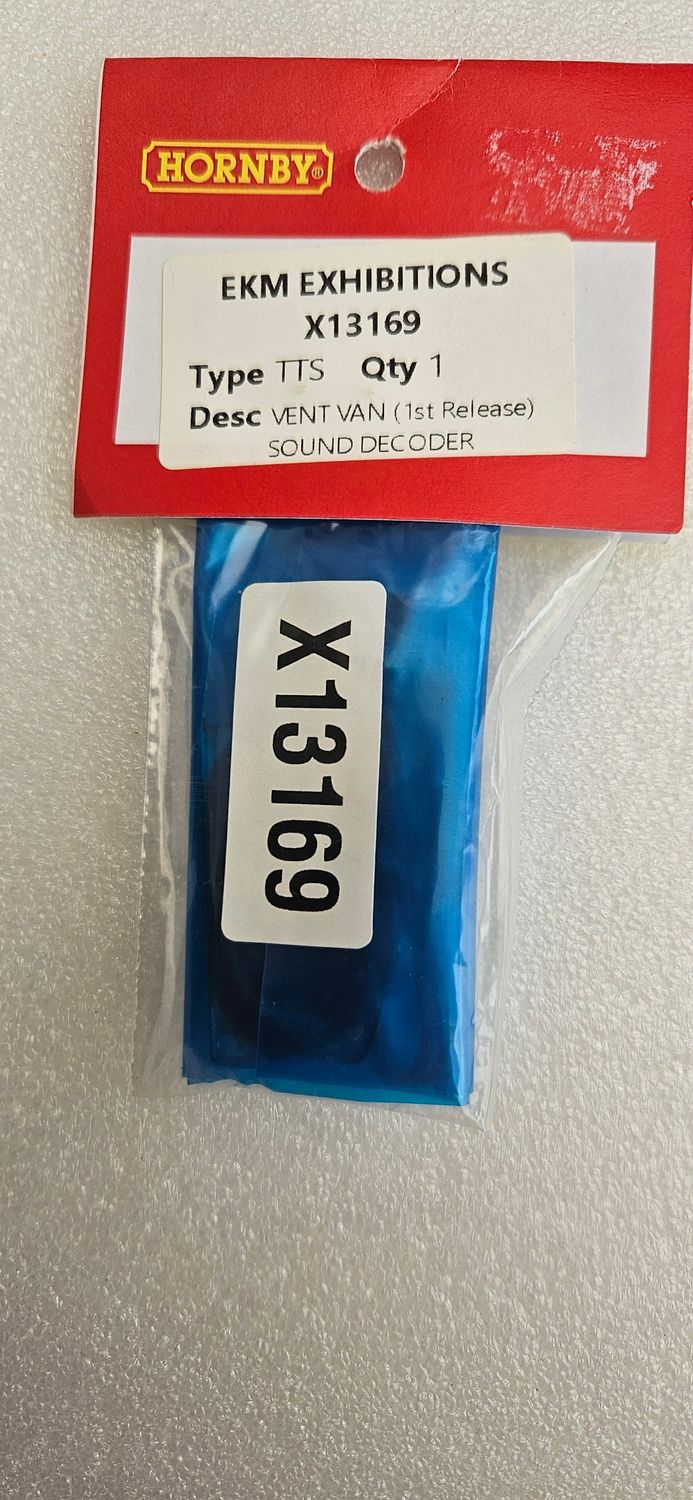 HORNBY®
EKM EXHIBITIONS
X13169
Type TTS Qty 1
Desc VENT VAN (1st Release)
SOUND DECODER
X13169